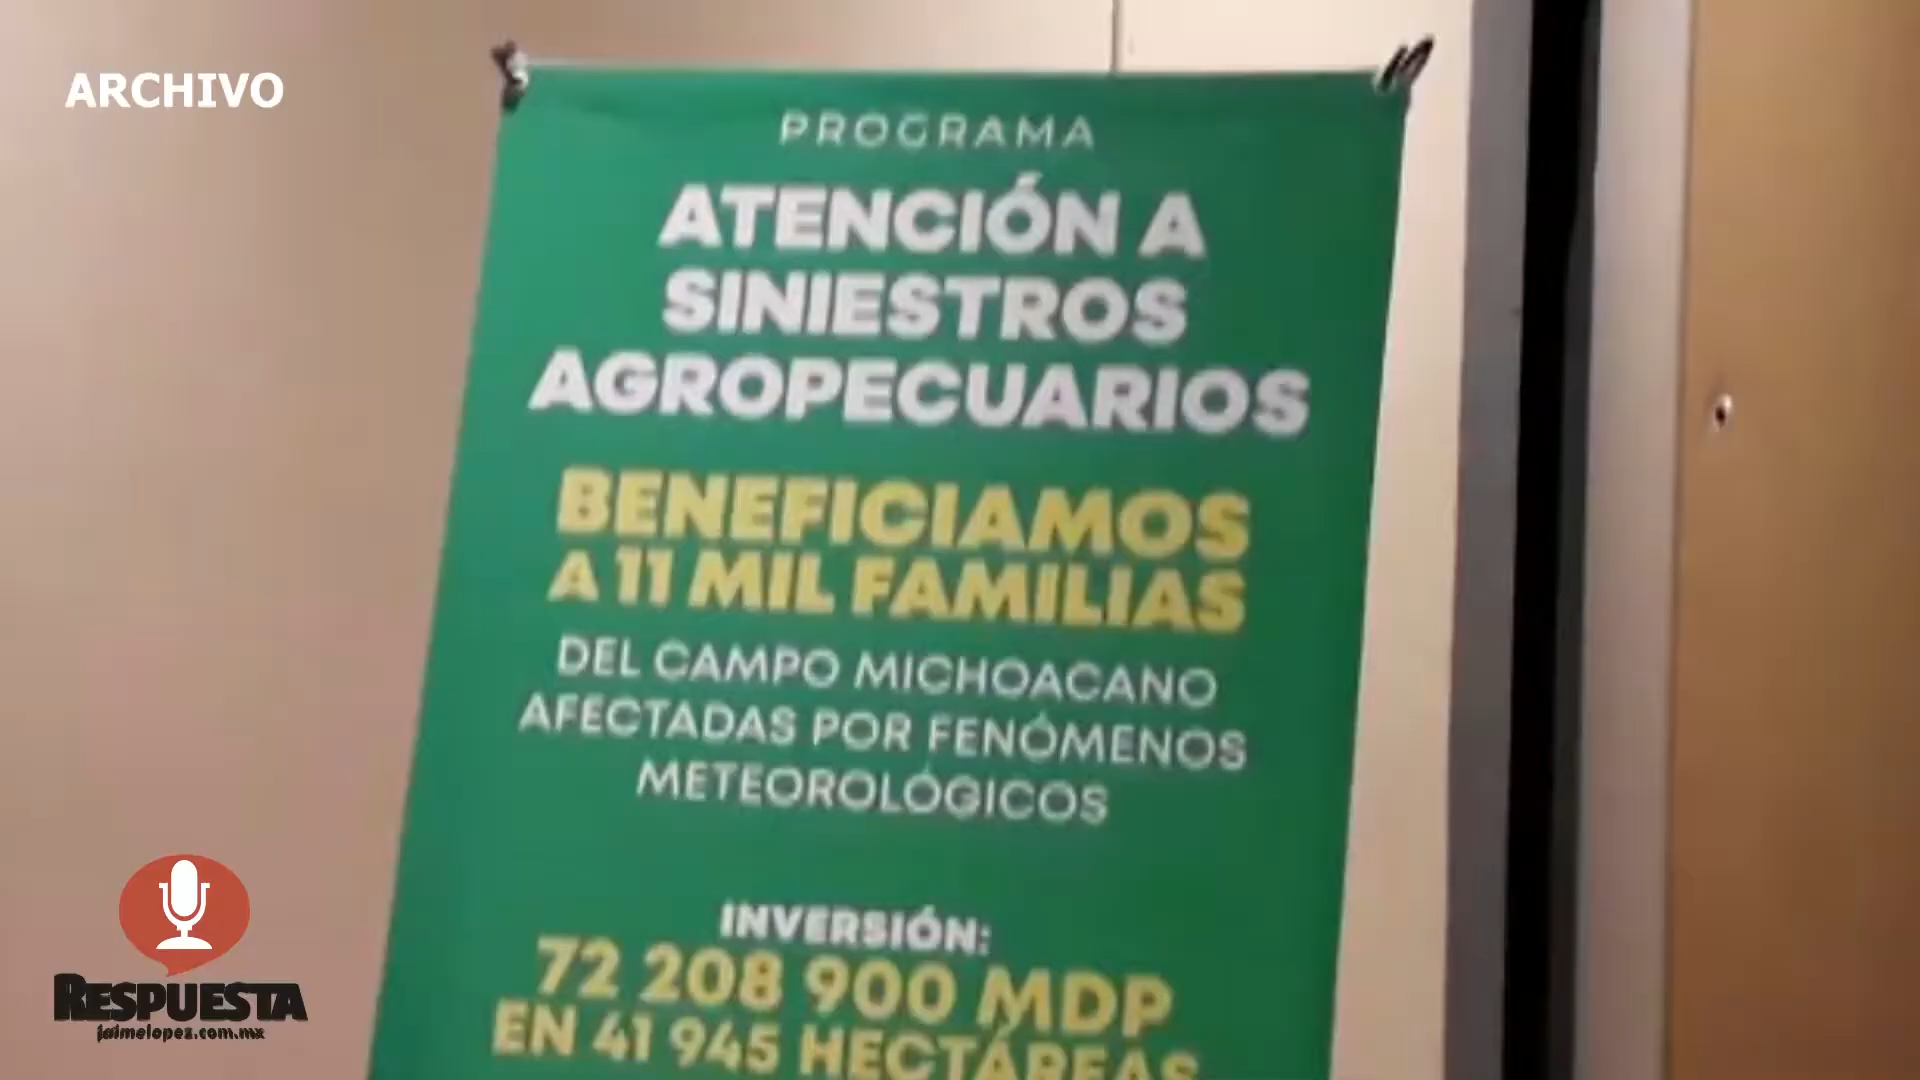 ARCHIVO
PROGRAMA
ATENCIÓN A
SINIESTROS
AGROPECUARIOS
BENEFICIAMOS
A 11 MIL FAMILIAS
DEL CAMPO MICHOACANO
AFECTADAS POR FENÓMENOS
METEOROLÓGICOS
INVERSIÓN:
72 208 900 MDP
EN 41 945 HECTÁREAS
RESPUESTA
jaimelopez.com.mx